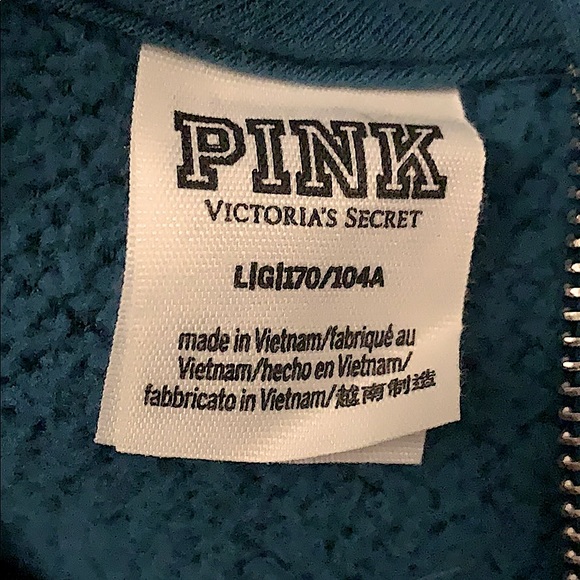 PINK
VICTORIA'S SECRET
L|G|170/104A
made in Vietnam/fabriqué au
Vietnam/hecho en Vietnam/
fabbricato in Vietnam/越南制造